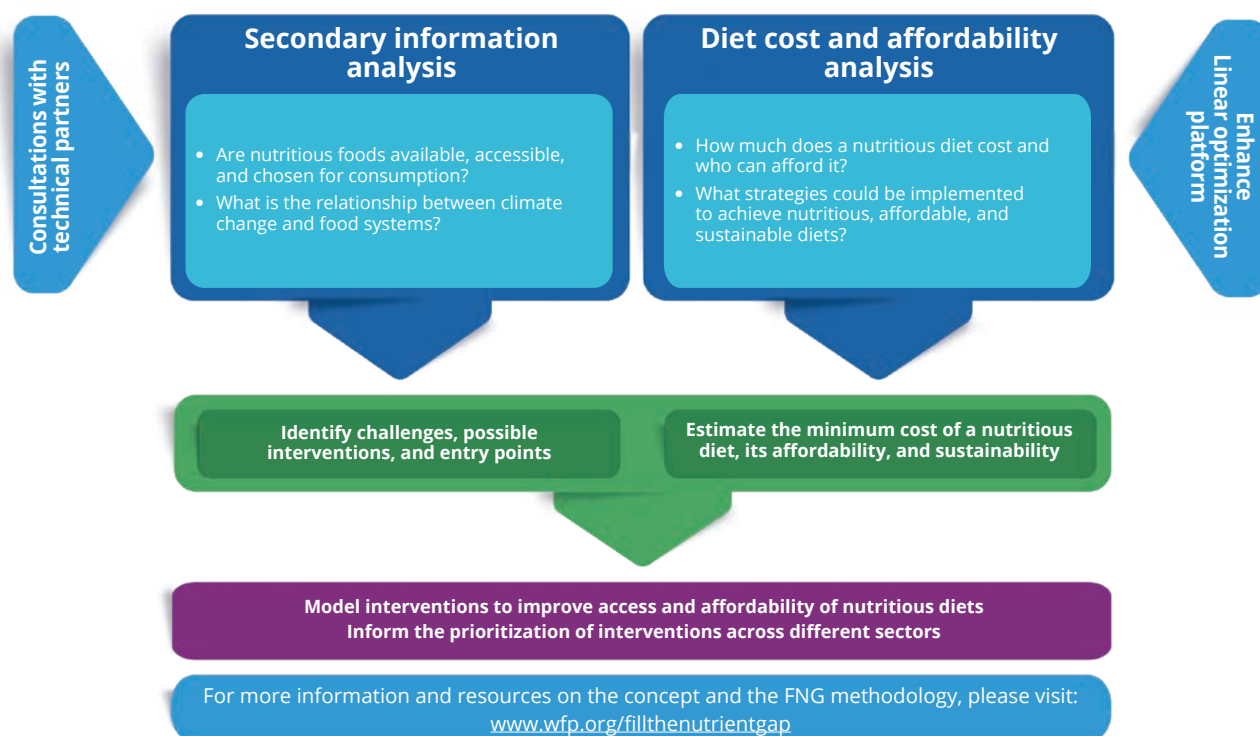 Consultations with
technical partners
Secondary information
analysis
• Are nutritious foods available, accessible,
and chosen for consumption?
• What is the relationship between climate
change and food systems?
Diet cost and affordability
analysis
• How much does a nutritious diet cost and
who can afford it?
• What strategies could be implemented
to achieve nutritious, affordable, and
sustainable diets?
Enhance
Linear optimization
platform
Identify challenges, possible
interventions, and entry points
Estimate the minimum cost of a nutritious
diet, its affordability, and sustainability
Model interventions to improve access and affordability of nutritious diets
Inform the prioritization of interventions across different sectors
For more information and resources on the concept and the FNG methodology, please visit:
www.wfp.org/fillthenutrientgap